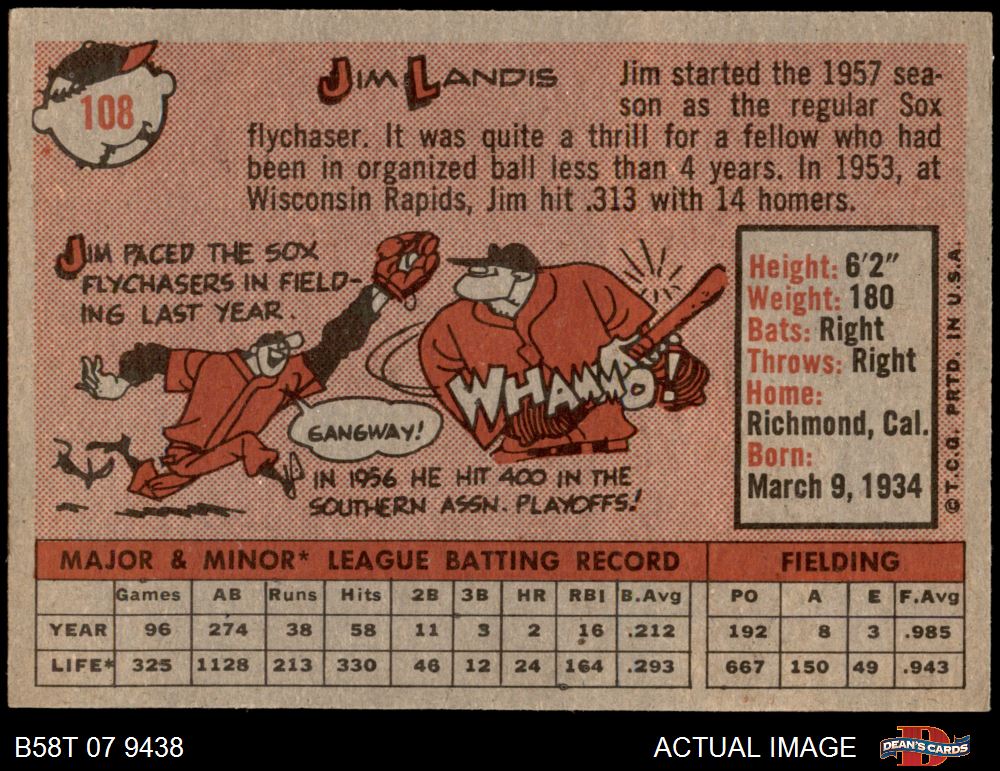 108
JIM LANDIS
Jim started the 1957 sea-
son as the regular Sox
flychaser. It was quite a thrill for a fellow who had
been in organized ball less than 4 years. In 1953, at
Wisconsin Rapids, Jim hit .313 with 14 homers.
JIM PACED THE SOX
FLYCHASERS IN FIELD-
ING LAST YEAR.
GANGWAY!
WHAMMO!
IN 1956 HE HIT 400 IN THE
SOUTHERN ASSN. PLAYOFFS!
Height: 6'2"
Weight: 180
Bats: Right
Throws: Right
Home:
Richmond, Cal.
Born:
March 9, 1934
© T.C.G. PRTD. IN U.S.A.
MAJOR & MINOR* LEAGUE BATTING RECORD FIELDING
Games AB Runs Hits 2B 3B HR RBI B.Avg PO A E F.Avg
YEAR 96 274 38 58 11 3 2 16 .212 192 8 3 .985
LIFE* 325 1128 213 330 46 12 24 164 .293 667 150 49 .943
B58T 07 9438 ACTUAL IMAGE DEAN'S CARDS